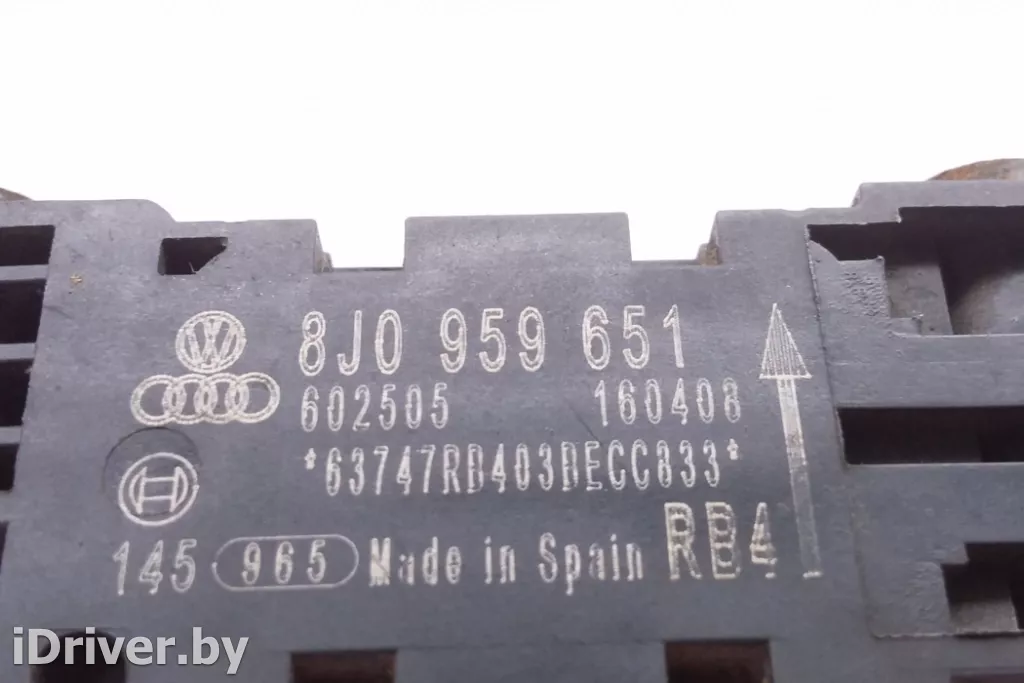 8J0 959 651
602505 160408
*63747RB403BECC833*
145 965 Made in Spain RB4
iDriver.by